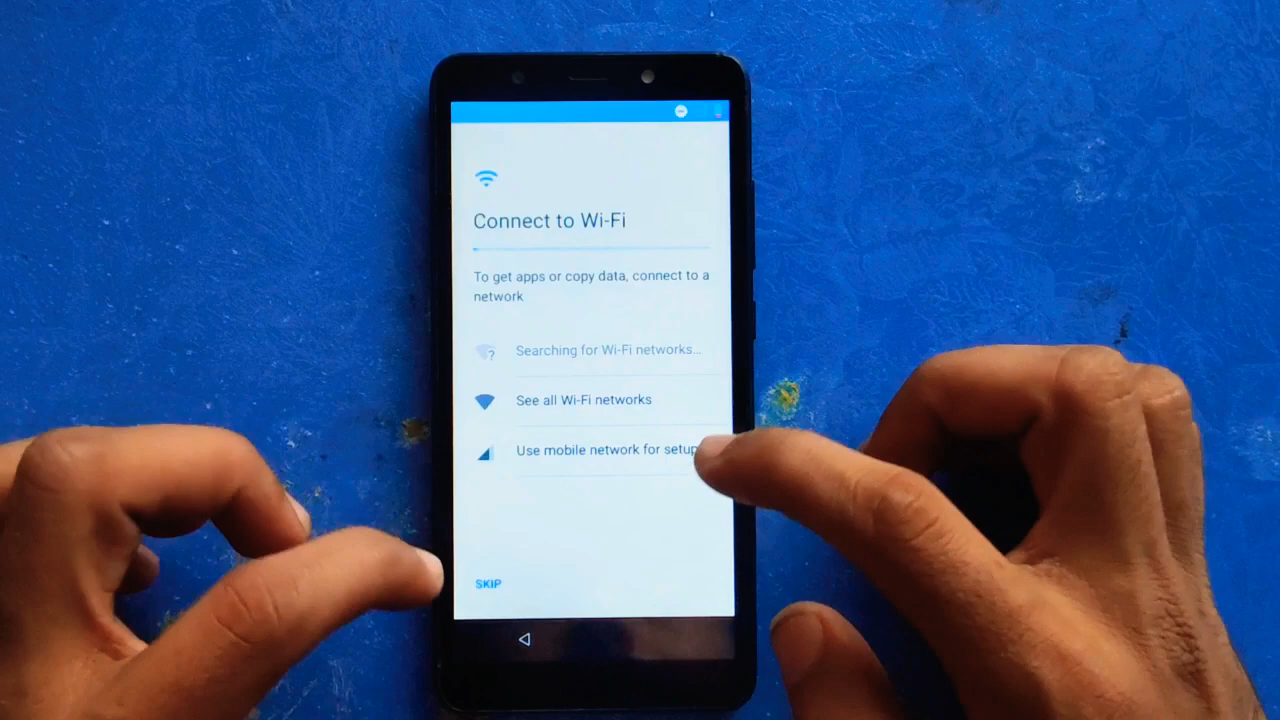 Connect to Wi-Fi
To get apps or copy data, connect to a
network
?
Searching for Wi-Fi networks...
See all Wi-Fi networks
Use mobile network for setup
SKIP